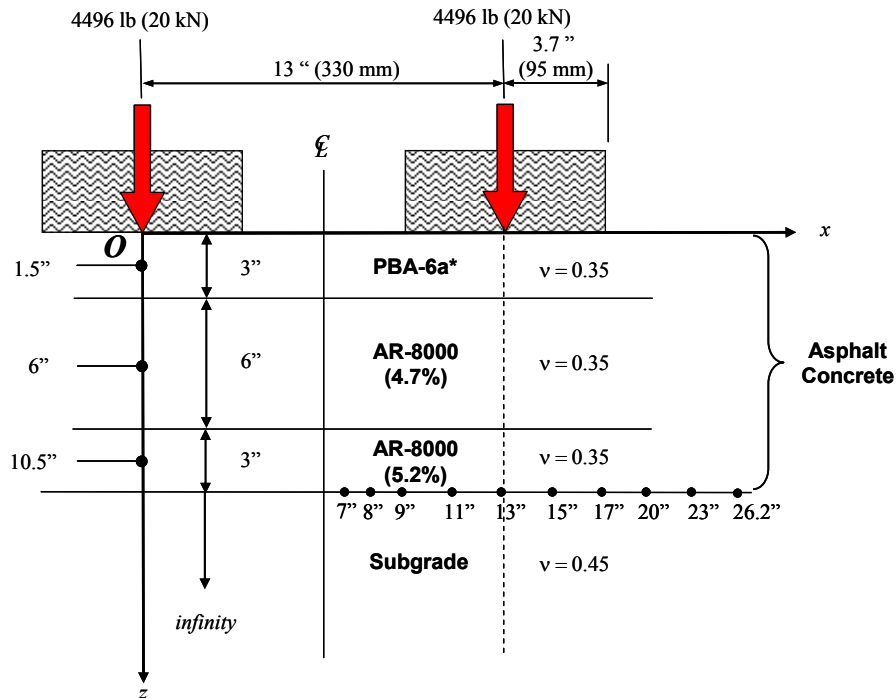 4496 lb (20 kN)
4496 lb (20 kN)
3.7 ”
(95 mm)
13 “ (330 mm)
℄
O
x
1.5”
3”
PBA-6a*
ν = 0.35
6”
6”
AR-8000
(4.7%)
ν = 0.35
Asphalt
Concrete
10.5”
3”
AR-8000
(5.2%)
ν = 0.35
7” 8” 9” 11” 13” 15” 17” 20” 23” 26.2”
Subgrade
ν = 0.45
infinity
z